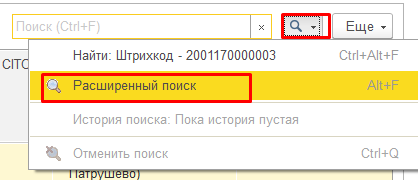 Поиск (Ctrl+F) × Еще
CITO
Найти: Штрихкод - 2001170000003 Ctrl+Alt+F
Расширенный поиск Alt+F
История поиска: Пока история пустая
Отменить поиск Ctrl+Q
Патрушево)